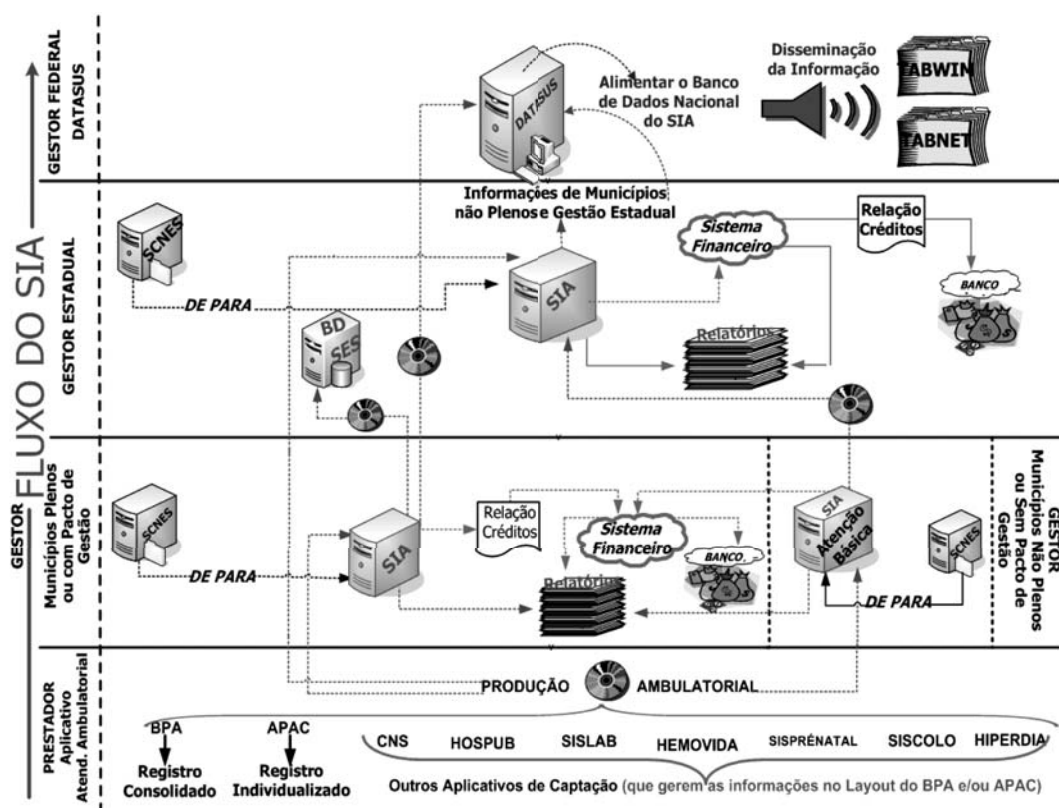 FLUXO DO SIA
GESTOR FEDERAL
DATASUS
DATASUS
Alimentar o Banco
de Dados Nacional
do SIA
Disseminação
da Informação
TABWIN
TABNET
GESTOR ESTADUAL
SCNES
DE PARA
BD
SES
Informações de Municípios
não Plenos e Gestão Estadual
SIA
Sistema
Financeiro
Relação
Créditos
BANCO
Relatórios
GESTOR
Municípios Plenos
ou com Pacto de
Gestão
SCNES
DE PARA
SIA
Relação
Créditos
Sistema
Financeiro
BANCO
Relatórios
SIA
Atenção
Básica
SCNES
DE PARA
GESTOR
Municípios Não Plenos
ou Sem Pacto de
Gestão
PRESTADOR
Aplicativo
Atend. Ambulatorial
PRODUÇÃO AMBULATORIAL
BPA
Registro
Consolidado
APAC
Registro
Individualizado
CNS HOSPUB SISLAB HEMOVIDA SISPRÉNATAL SISCOLO HIPERDIA
Outros Aplicativos de Captação (que gerem as informações no Layout do BPA e/ou APAC)